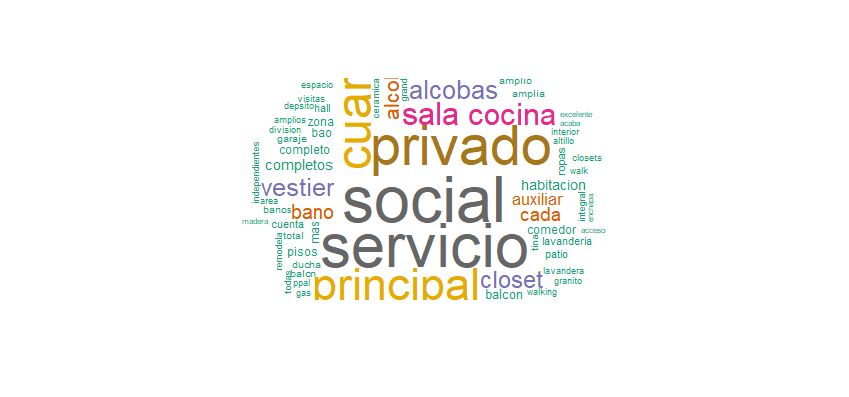 espacio
amplio
visitas
alcobas
amplia
deposito
hall
ceramica
alcol
grand
cuar
sala
cocina
excelente
amplios
zona
acaba
division
bao
interior
garaje
privado
altillo
completo
ropas
closets
completos
walk
independientes
vestier
habitacion
area
social
auxiliar
integral
enchapa
banos
bano
cada
madera
cuenta
mas
comedor
acceso
total
servicio
tina
lavanderia
remodela
pisos
patio
ducha
balcn
lavandera
todas
ppal
principal
closet
granito
gas
balcon
walking